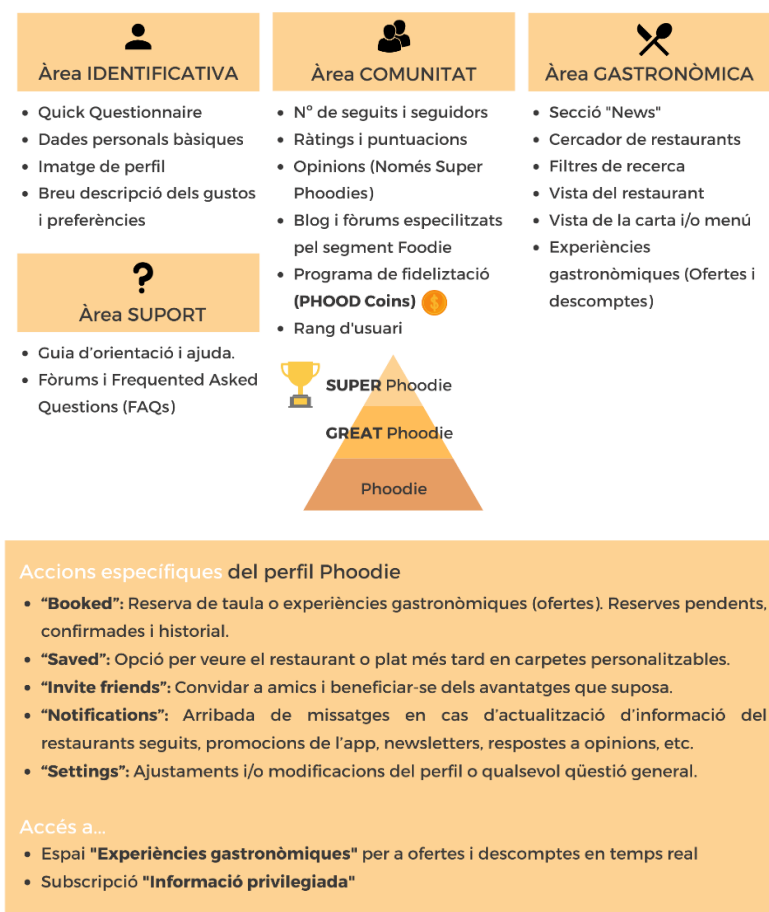 Àrea IDENTIFICATIVA
• Quick Questionnaire
• Dades personals bàsiques
• Imatge de perfil
• Breu descripció dels gustos
i preferències
Àrea SUPORT
• Guia d’orientació i ajuda.
• Fòrums i Frequented Asked
Questions (FAQs)
Àrea COMUNITAT
• Nº de seguits i seguidors
• Ràtings i puntuacions
• Opinions (Només Super
Phoodies)
• Blog i fòrums especilitzats
pel segment Foodie
• Programa de fideliztació
(PHOOD Coins)
• Rang d'usuari
SUPER Phoodie
GREAT Phoodie
Phoodie
Àrea GASTRONÒMICA
• Secció "News"
• Cercador de restaurants
• Filtres de recerca
• Vista del restaurant
• Vista de la carta i/o menú
• Experiències
gastronòmiques (Ofertes i
descomptes)
Accions específiques del perfil Phoodie
• “Booked”: Reserva de taula o experiències gastronòmiques (ofertes). Reserves pendents,
confirmades i historial.
• “Saved”: Opció per veure el restaurant o plat més tard en carpetes personalitzables.
• “Invite friends”: Convidar a amics i beneficiar-se dels avantatges que suposa.
• “Notifications”: Arribada de missatges en cas d’actualització d’informació del
restaurants seguits, promocions de l’app, newsletters, respostes a opinions, etc.
• “Settings”: Ajustaments i/o modificacions del perfil o qualsevol qüestió general.
Accés a...
• Espai "Experiències gastronòmiques" per a ofertes i descomptes en temps real
• Subscripció "Informació privilegiada"